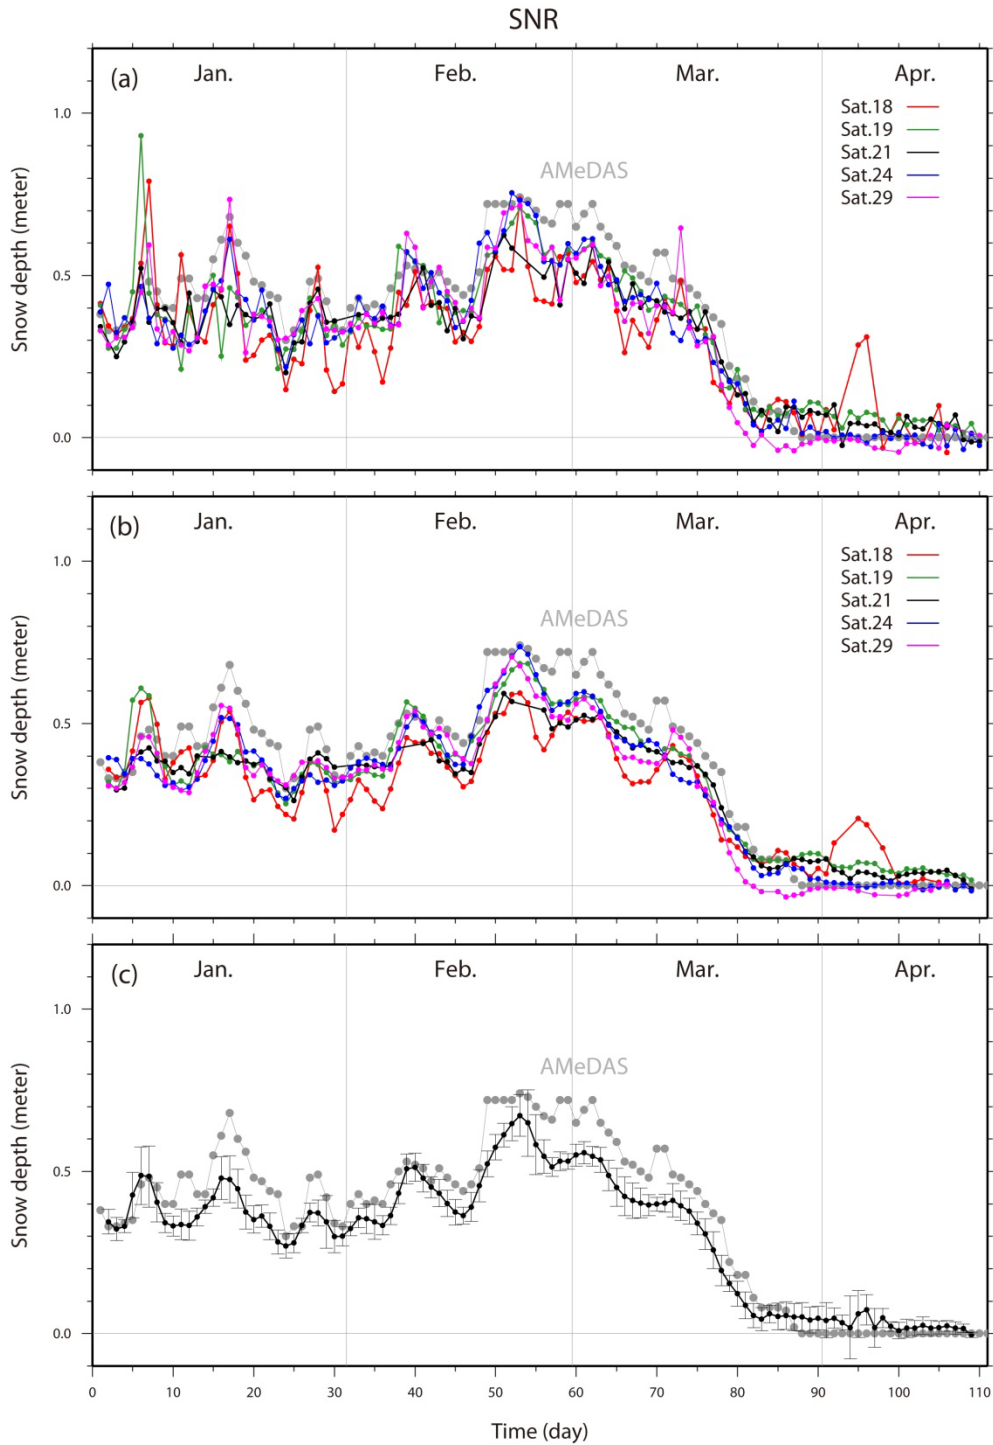 SNR
(a)
Jan.
Feb.
Mar.
Apr.
Sat.18
Sat.19
Sat.21
Sat.24
Sat.29
AMeDAS
1.0
0.5
0.0
Snow depth (meter)
(b)
Jan.
Feb.
Mar.
Apr.
Sat.18
Sat.19
Sat.21
Sat.24
Sat.29
AMeDAS
1.0
0.5
0.0
Snow depth (meter)
(c)
Jan.
Feb.
Mar.
Apr.
AMeDAS
1.0
0.5
0.0
Snow depth (meter)
0 10 20 30 40 50 60 70 80 90 100 110
Time (day)